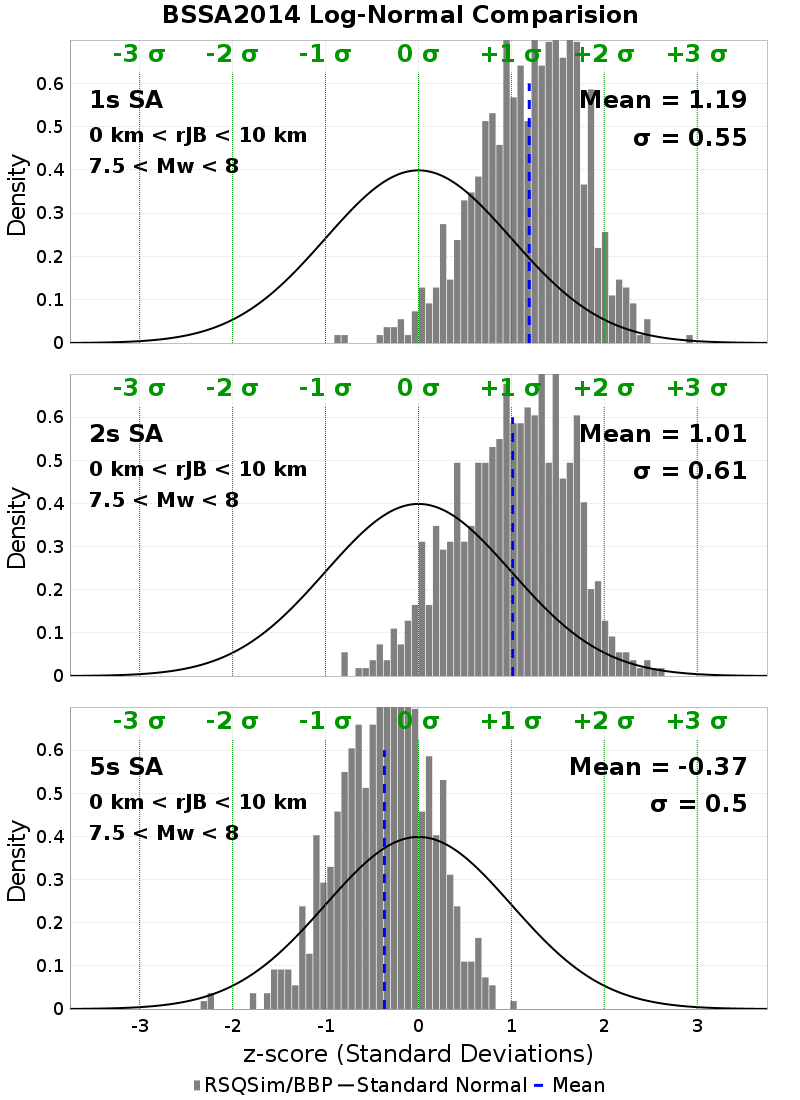 BSSA2014 Log-Normal Comparision
-3 σ -2 σ -1 σ 0 σ +1 σ +2 σ +3 σ
1s SA
Mean = 1.19
0 km < rJB < 10 km
σ = 0.55
7.5 < Mw < 8
Density
0.6
0.5
0.4
0.3
0.2
0.1
0
-3 σ -2 σ -1 σ 0 σ +1 σ +2 σ +3 σ
2s SA
Mean = 1.01
0 km < rJB < 10 km
σ = 0.61
7.5 < Mw < 8
Density
0.6
0.5
0.4
0.3
0.2
0.1
0
-3 σ -2 σ -1 σ 0 σ +1 σ +2 σ +3 σ
5s SA
Mean = -0.37
0 km < rJB < 10 km
σ = 0.5
7.5 < Mw < 8
Density
0.6
0.5
0.4
0.3
0.2
0.1
0
-3 -2 -1 0 1 2 3
z-score (Standard Deviations)
RSQSim/BBP Standard Normal Mean